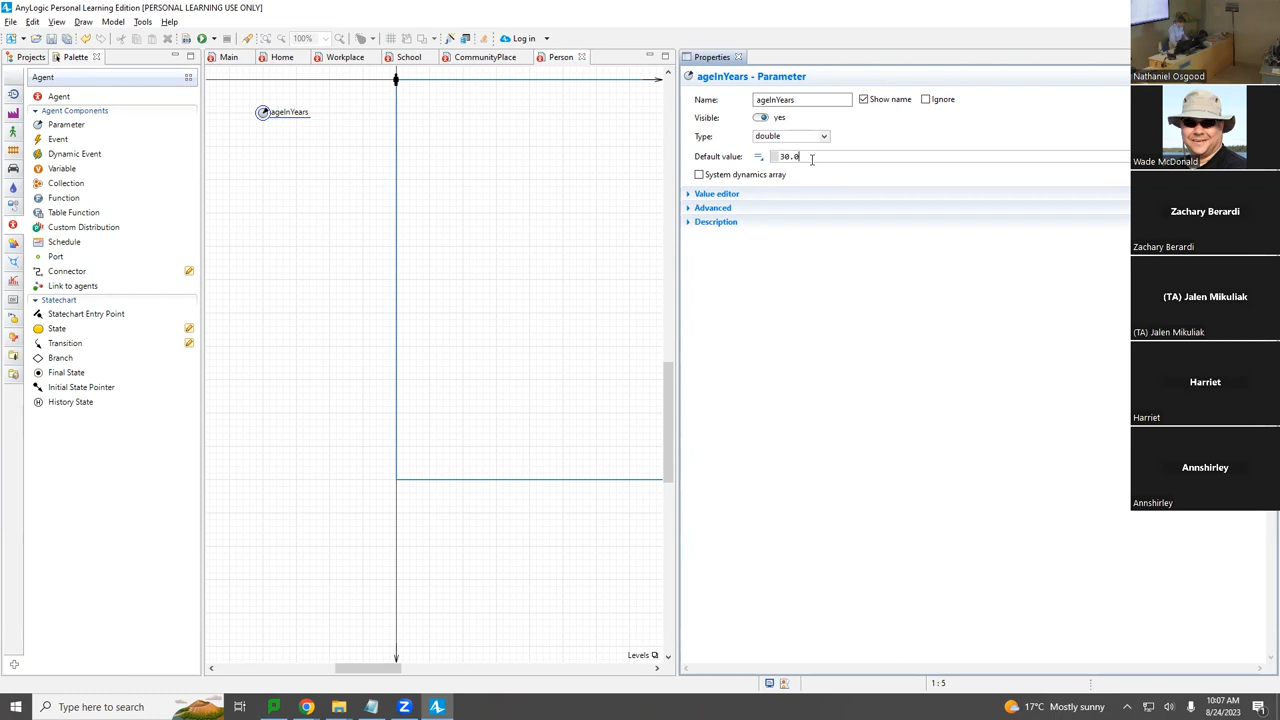 AnyLogic Personal Learning Edition [PERSONAL LEARNING USE ONLY]
File Edit View Draw Model Tools Help
100% Log in
Projects Palette Main Home Workplace School CommunityPlace Person Properties
Agent
Agent
Agent Components
Parameter
Event
Dynamic Event
Variable
Collection
Function
Table Function
Custom Distribution
Schedule
Port
Connector
Link to agents
Statechart
Statechart Entry Point
State
Transition
Branch
Final State
Initial State Pointer
History State
ageInYears
Levels
ageInYears - Parameter
Name: ageInYears Show name Ignore
Visible: yes
Type: double
Default value: 30.0
System dynamics array
Value editor
Advanced
Description
1 : 5
Nathaniel Osgood
Wade McDonald
Zachary Berardi
Zachary Berardi
(TA) Jalen Mikuliak
(TA) Jalen Mikuliak
Harriet
Harriet
Annshirley
Annshirley
Type here to search
17°C Mostly sunny
10:07 AM
8/24/2023
1